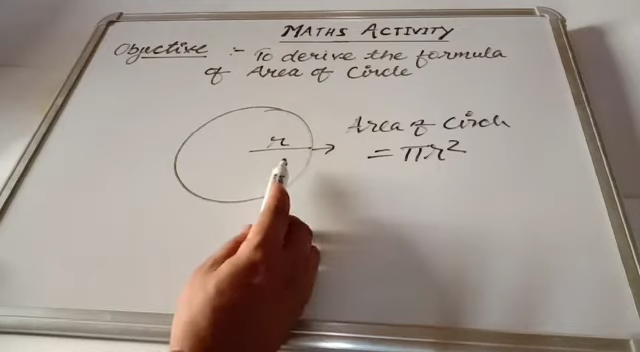 MATHS ACTIVITY
Objective :- To derive the formula
of Area of Circle
r
Area of Circle
= πr²